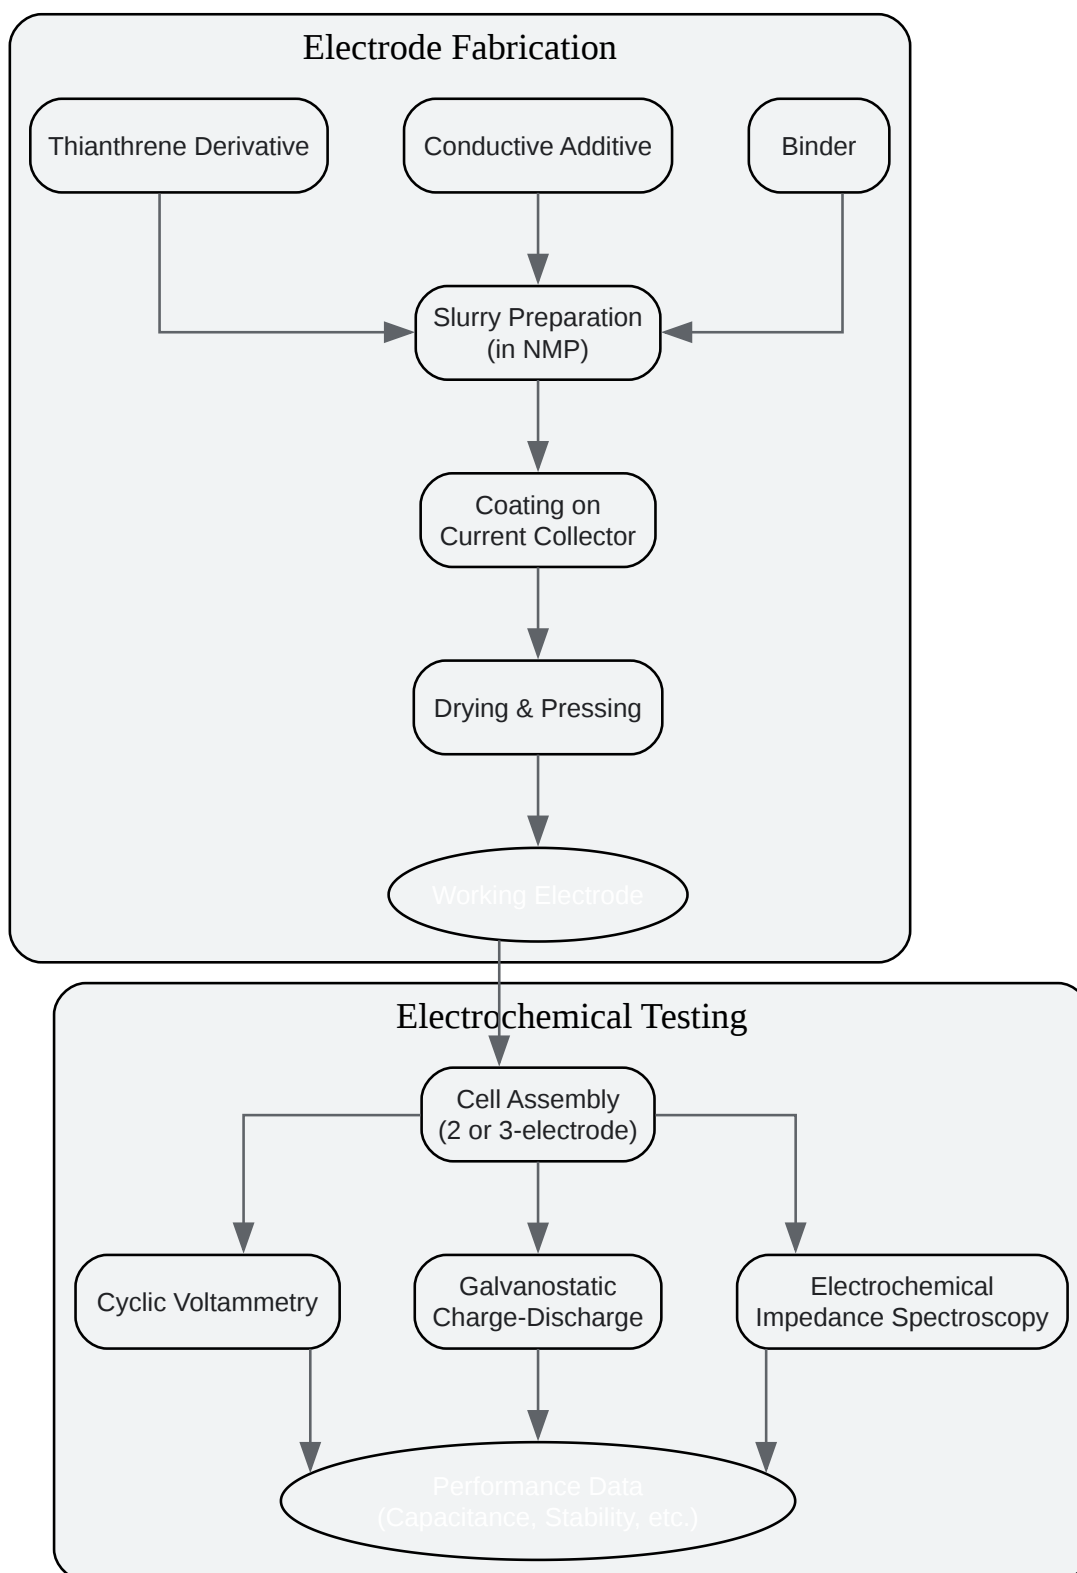 Electrode Fabrication
Thianthrene Derivative
Conductive Additive
Binder
Slurry Preparation
(in NMP)
Coating on
Current Collector
Drying & Pressing
Working Electrode
Electrochemical Testing
Cell Assembly
(2 or 3-electrode)
Cyclic Voltammetry
Galvanostatic
Charge-Discharge
Electrochemical
Impedance Spectroscopy
Performance Data
(Capacitance, Stability, etc.)